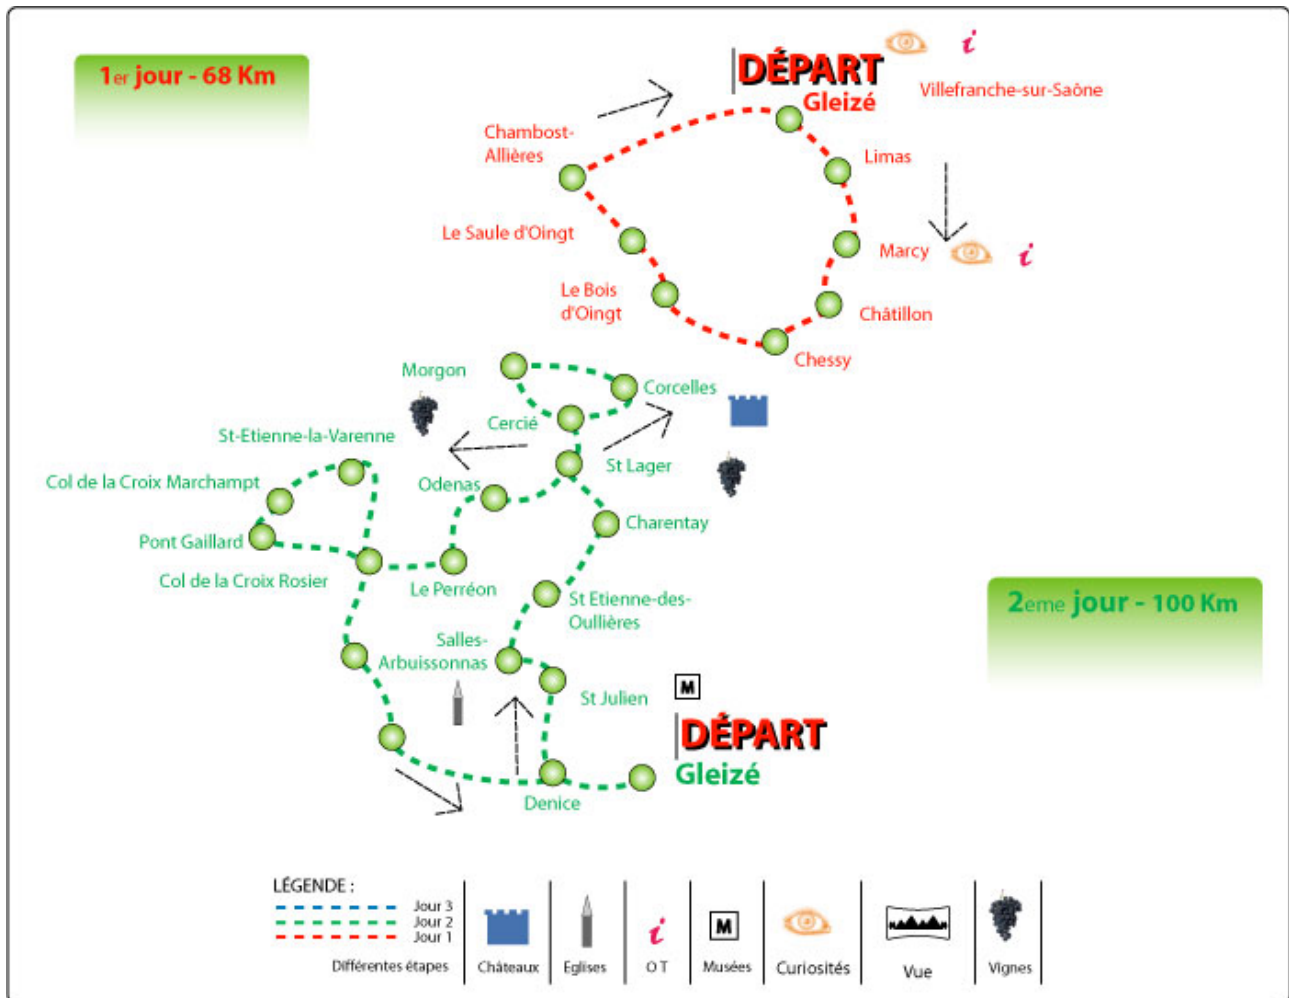 1er jour - 68 Km
DÉPART
Gleizé
Villefranche-sur-Saône
Chambost-
Allières
Limas
Le Saule d'Oingt
Marcy
Le Bois
d'Oingt
Châtillon
Chessy
Morgon
Corcelles
Cercié
St-Etienne-la-Varenne
St Lager
Col de la Croix Marchampt
Odenas
Charentay
Pont Gaillard
Col de la Croix Rosier
Le Perréon
St Etienne-des-
Oullières
2eme jour - 100 Km
Salles-
Arbuissonnas
St Julien
M
DÉPART
Gleizé
Denice
LÉGENDE :
Jour 3
Jour 2
Jour 1
Différentes étapes
Châteaux
Eglises
i
O T
M
Musées
Curiosités
Vue
Vignes